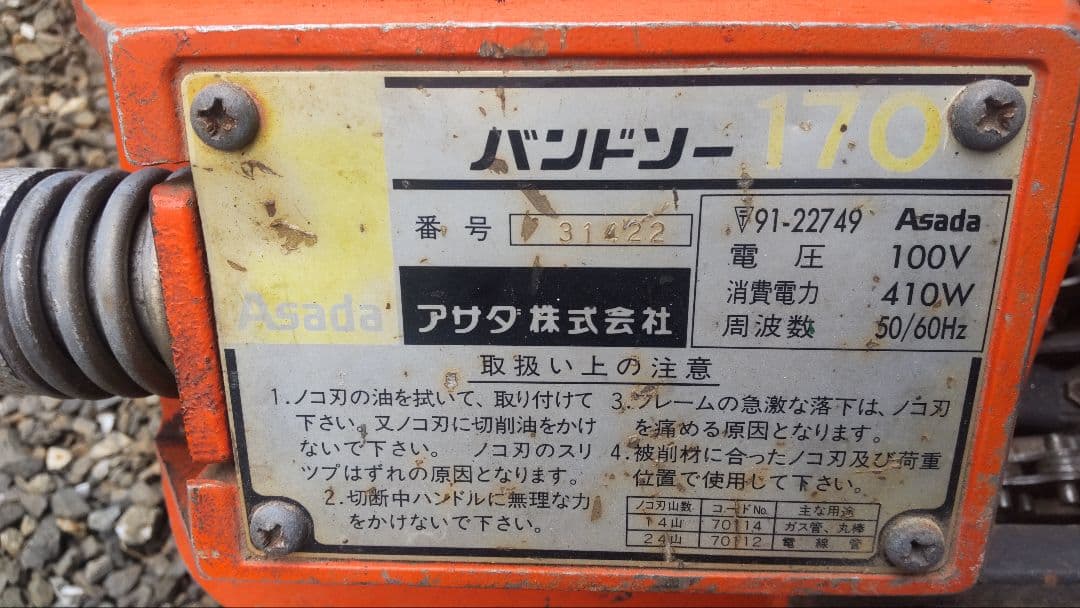 バンドソー 170
番号 31422
▽91-22749 Asada
電圧 100V
消費電力 410W
周波数 50/60Hz
Asada
アサダ株式会社
取扱い上の注意
1.ノコ刃の油を拭いて、取り付けて
下さい。又ノコ刃に切削油をかけ
ないで下さい。 ノコ刃のスリ
ップはずれの原因となります。
2.切断中ハンドルに無理な力
をかけないで下さい。
3.フレームの急激な落下は、ノコ刃
を痛める原因となります。
4.被削材に合ったノコ刃及び荷重
位置で使用して下さい。
ノコ刃山数 コードNo. 主な用途
14山 70114 ガス管、丸棒
24山 70112 電線管